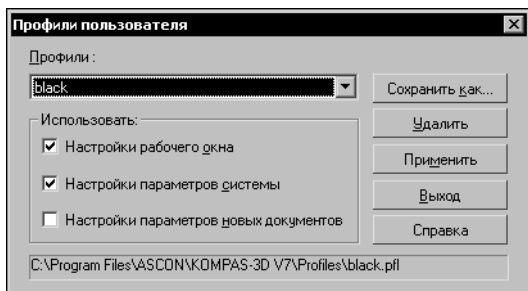 Профили пользователя
Профили :
black
Использовать:
Настройки рабочего окна
Настройки параметров системы
Настройки параметров новых документов
Сохранить как...
Удалить
Применить
Выход
Справка
C:\Program Files\ASCON\KOMPAS-3D V7\Profiles\black.pfl